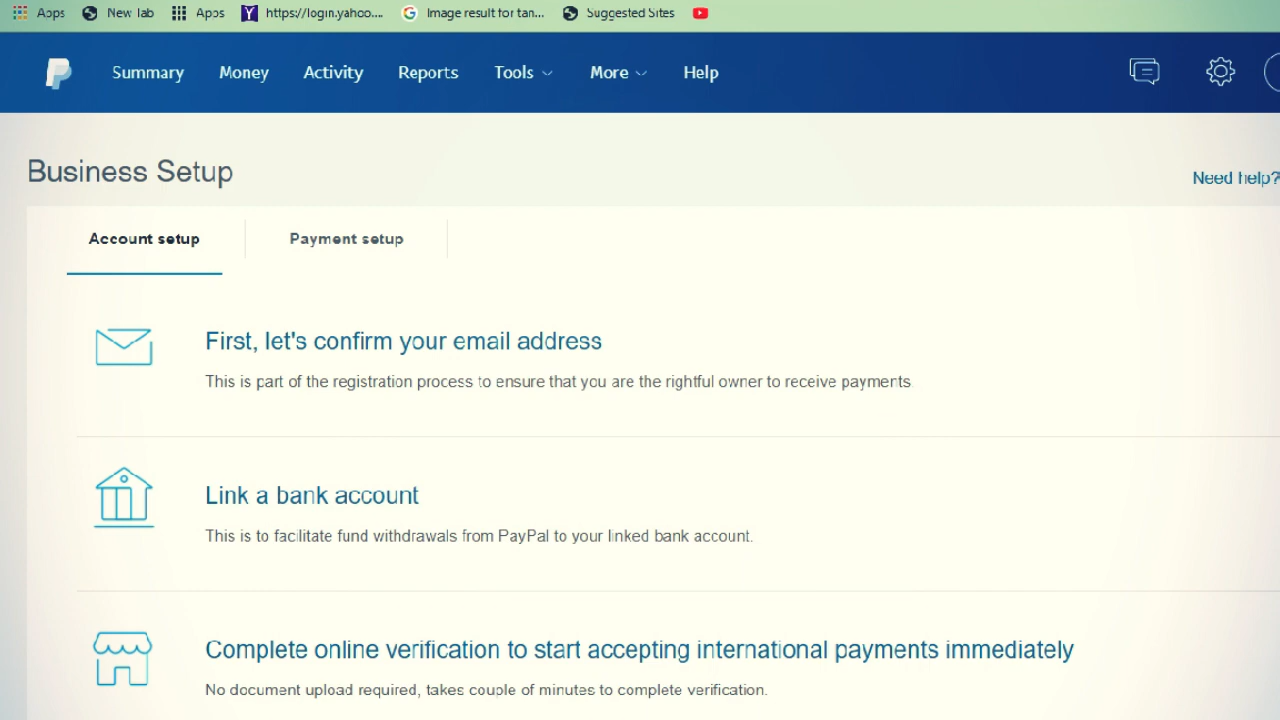 Apps New Tab Apps https://login.yahoo.... Image result for tan... Suggested Sites
Summary Money Activity Reports Tools More Help
Business Setup
Need help?
Account setup Payment setup
First, let's confirm your email address
This is part of the registration process to ensure that you are the rightful owner to receive payments
Link a bank account
This is to facilitate fund withdrawals from PayPal to your linked bank account.
Complete online verification to start accepting international payments immediately
No document upload required, takes couple of minutes to complete verification.